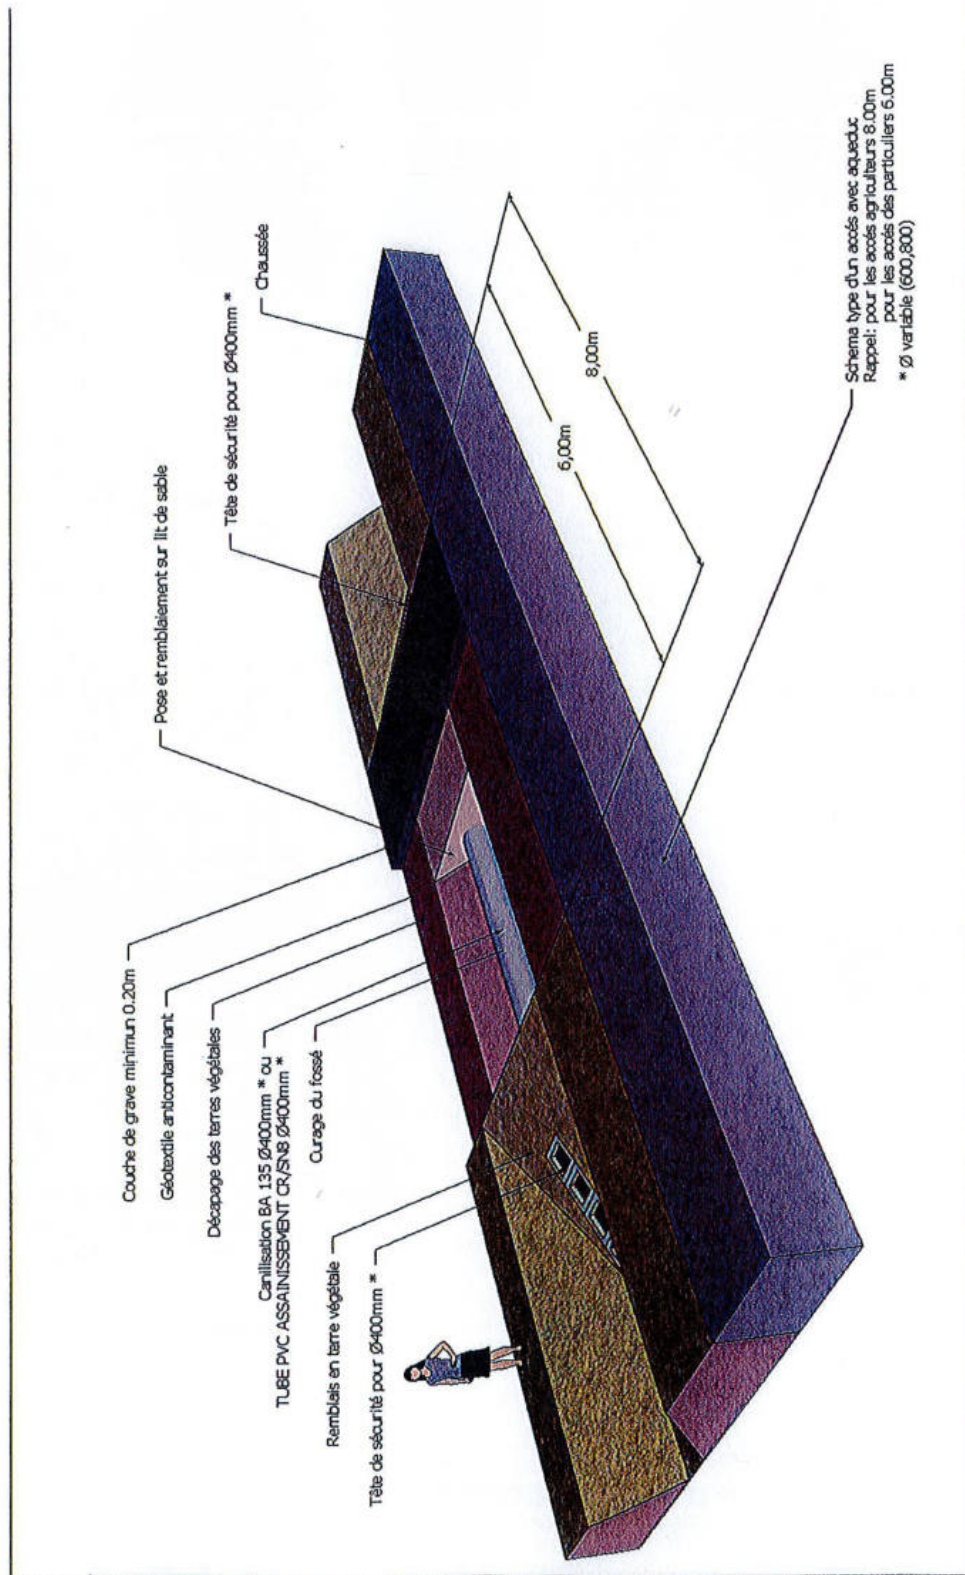 Couche de grave minimun 0.20m
Géotextile anticontaminant
Décapage des terres végétales
Canilisation BA 135 Ø400mm * ou
TUBE PVC ASSAINISSEMENT CR/SN8 Ø400mm *
Curage du fossé
Remblais en terre végétale
Tête de sécurité pour Ø400mm *
Pose et remblaiement sur lit de sable
Tête de sécurité pour Ø400mm *
Chaussée
6,00m
8,00m
Schema type d'un accés avec aqueduc
Rappel: pour les accés agriculteurs 8.00m
pour les accés des particuliers 6.00m
* Ø variable (600,800)